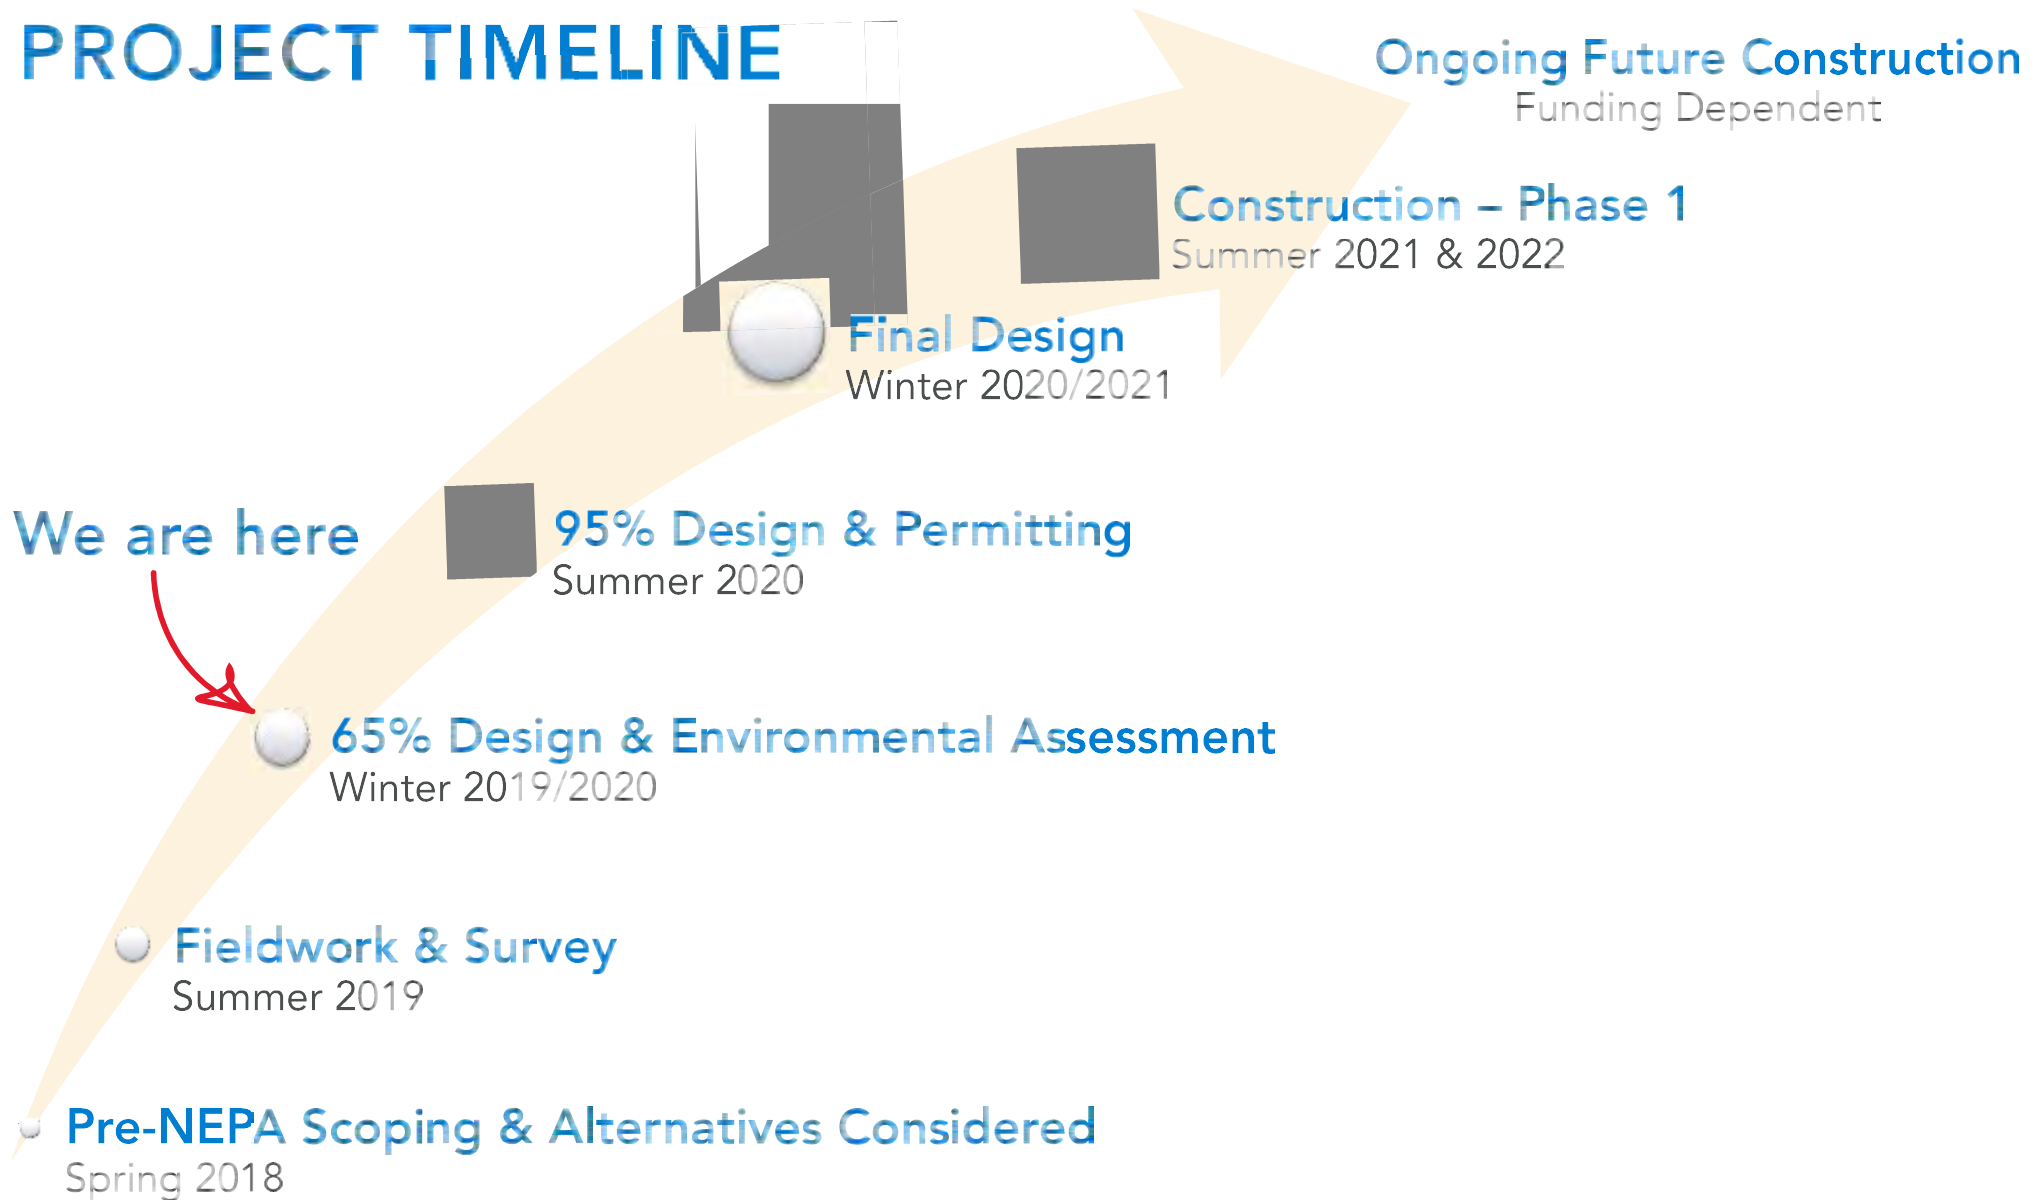 PROJECT TIMELINE
Ongoing Future Construction
Funding Dependent
Construction – Phase 1
Summer 2021 & 2022
Final Design
Winter 2020/2021
95% Design & Permitting
Summer 2020
We are here
65% Design & Environmental Assessment
Winter 2019/2020
Fieldwork & Survey
Summer 2019
Pre-NEPA Scoping & Alternatives Considered
Spring 2018